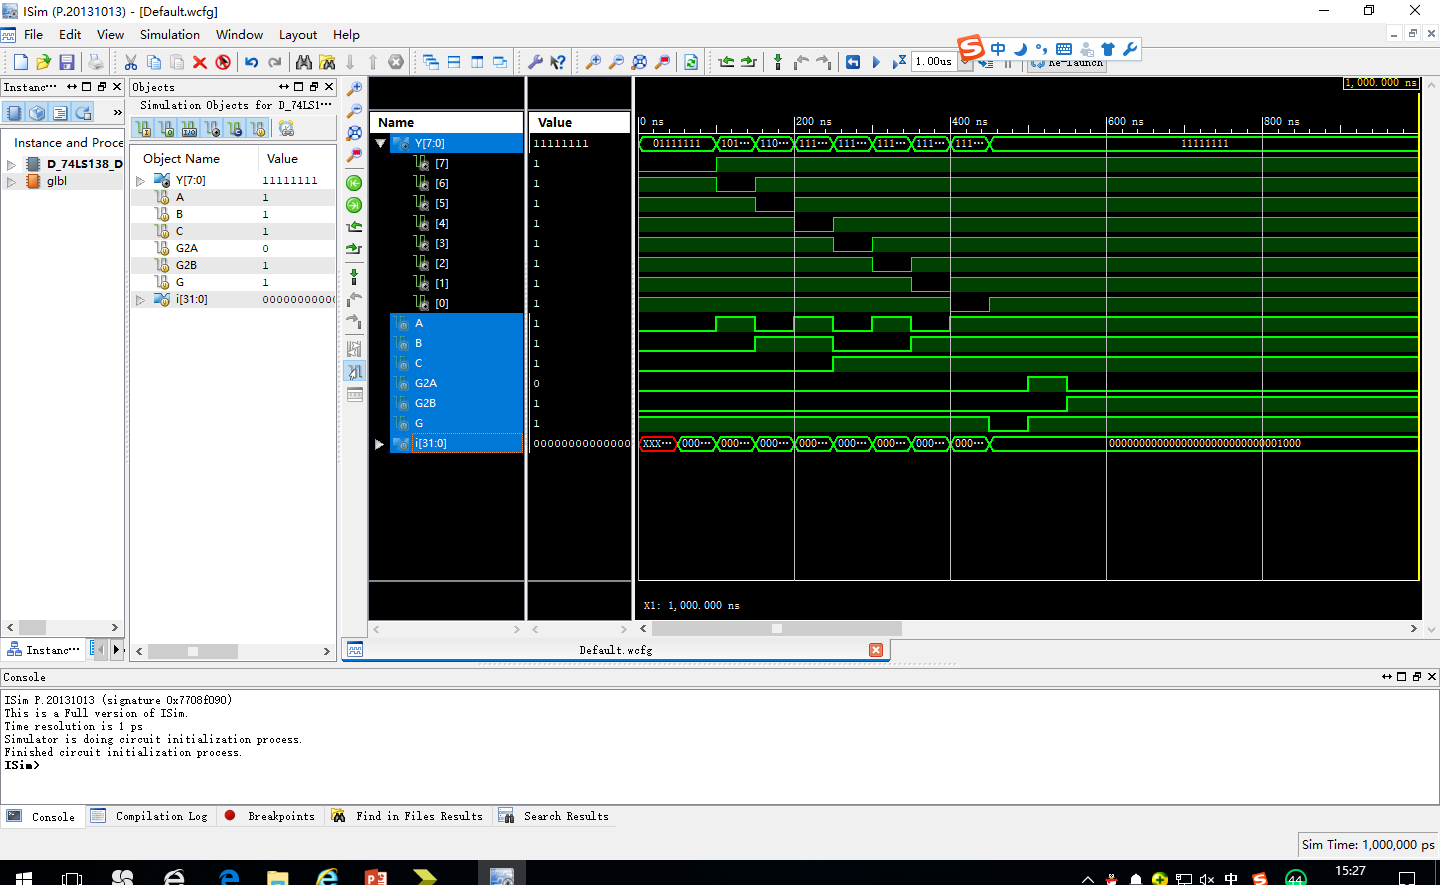 ISim (P.20131013) - [Default.wcfg]
File Edit View Simulation Window Layout Help
中
1.00us
Re-launch
Instanc⋯
Objects
Simulation Objects for D_74LS1⋯
Instance and Proce
D_74LS138_D
glbl
Object Name Value
Y[7:0] 11111111
A 1
B 1
C 1
G2A 0
G2B 1
G 1
i[31:0] 00000000000
Name Value
Y[7:0] 11111111
[7] 1
[6] 1
[5] 1
[4] 1
[3] 1
[2] 1
[1] 1
[0] 1
A 1
B 1
C 1
G2A 0
G2B 1
G 1
i[31:0] 00000000000000
1,000.000 ns
0 ns 200 ns 400 ns 600 ns 800 ns
01111111 101⋯ 110⋯ 111⋯ 111⋯ 111⋯ 111⋯ 111⋯ 11111111
XXX⋯ 000⋯ 000⋯ 000⋯ 000⋯ 000⋯ 000⋯ 000⋯ 000⋯ 00000000000000000000000000001000
X1: 1,000.000 ns
Instanc⋯
Default.wcfg
Console
ISim P.20131013 (signature 0x7708f090)
This is a Full version of ISim.
Time resolution is 1 ps
Simulator is doing circuit initialization process.
Finished circuit initialization process.
ISim>
Console Compilation Log Breakpoints Find in Files Results Search Results
Sim Time: 1,000,000 ps
中
44
15:27